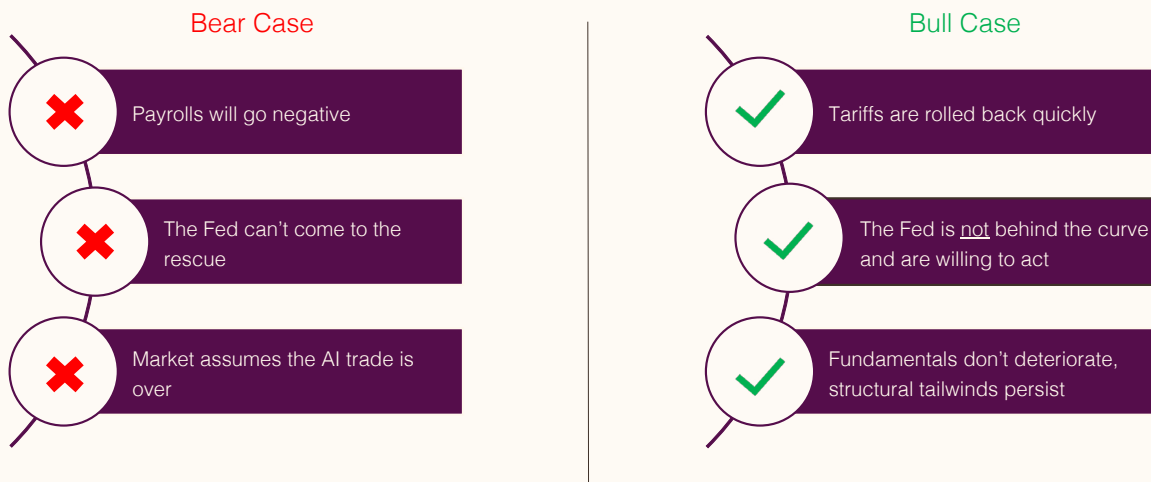 Bear Case
Payrolls will go negative
The Fed can’t come to the
rescue
Market assumes the AI trade is
over
Bull Case
Tariffs are rolled back quickly
The Fed is not behind the curve
and are willing to act
Fundamentals don’t deteriorate,
structural tailwinds persist